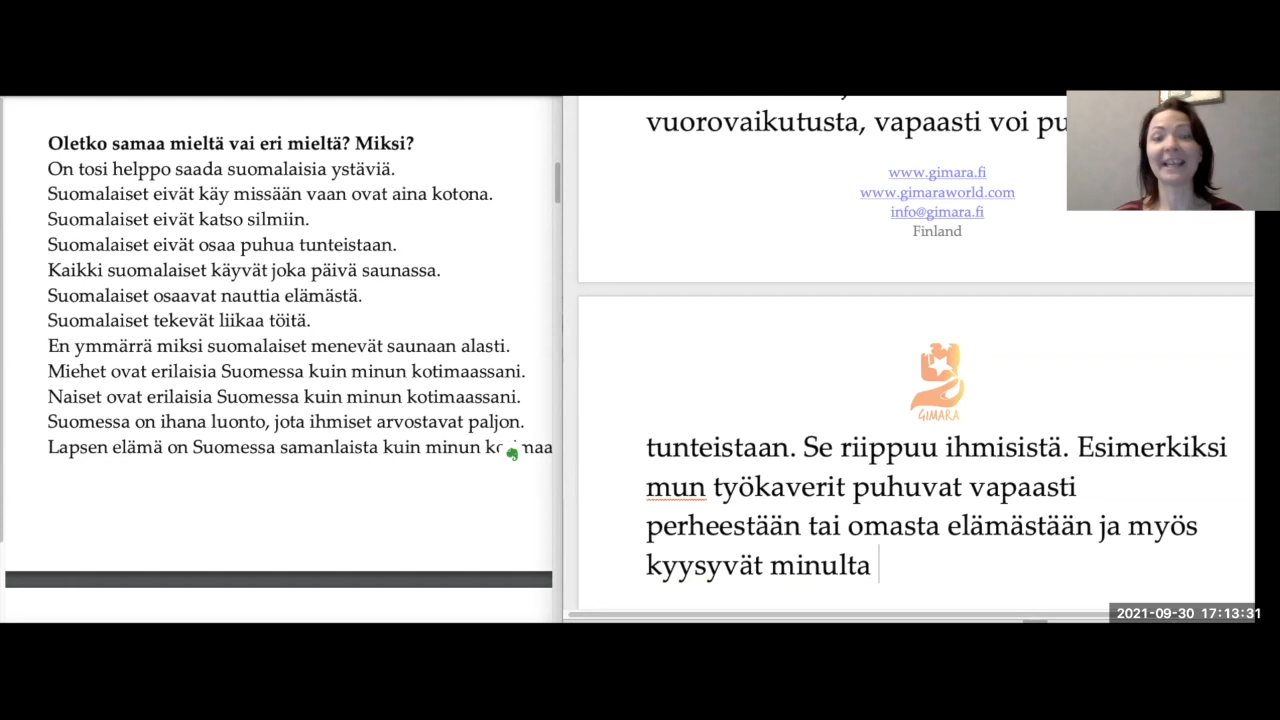 Oletko samaa mieltä vai eri mieltä? Miksi?
On tosi helppo saada suomalaisia ystäviä.
Suomalaiset eivät käy missään vaan ovat aina kotona.
Suomalaiset eivät katso silmiin.
Suomalaiset eivät osaa puhua tunteistaan.
Kaikki suomalaiset käyvät joka päivä saunassa.
Suomalaiset osaavat nauttia elämästä.
Suomalaiset tekevät liikaa töitä.
En ymmärrä miksi suomalaiset menevät saunaan alasti.
Miehet ovat erilaisia Suomessa kuin minun kotimaassani.
Naiset ovat erilaisia Suomessa kuin minun kotimaassani.
Suomessa on ihana luonto, jota ihmiset arvostavat paljon.
Lapsen elämä on Suomessa samanlaista kuin minun
vuorovaikutusta, vapaasti voi pu
www.gimara.fi
www.gimaraworld.com
info@gimara.fi
Finland
GIMARA
tunteistaan. Se riippuu ihmisistä. Esimerkiksi
mun työkaverit puhuvat vapaasti
perheestään tai omasta elämästään ja myös
kyysyvät minulta
2021-09-30 17:13:31